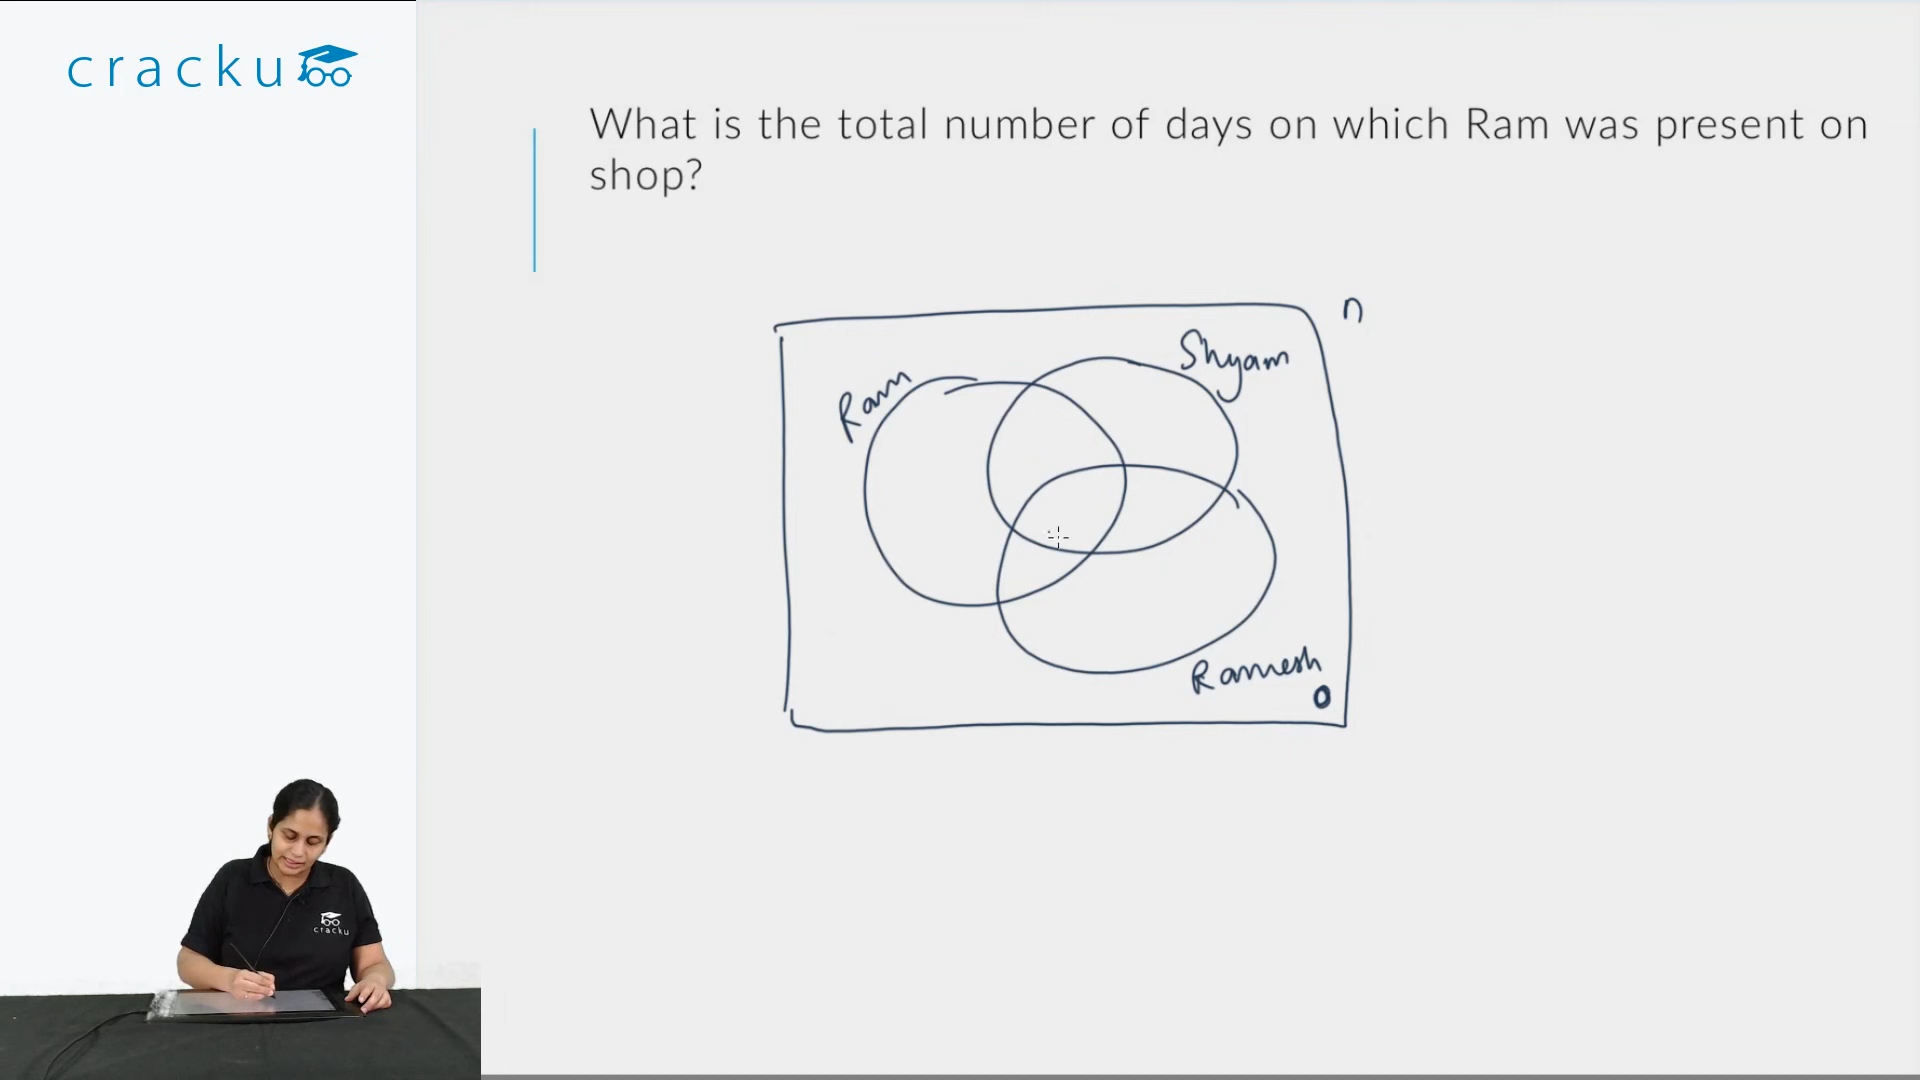 cracku
What is the total number of days on which Ram was present on
shop?
n
Shyam
Ram
Ramesh
0
cracku